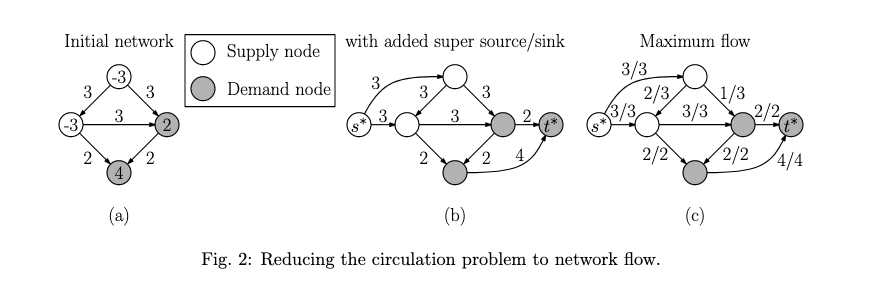 Initial network
-3
3
3
-3
3
2
2
2
4
(a)
Supply node
Demand node
with added super source/sink
3
3
3
s*
3
3
2
t*
2
2
4
(b)
Maximum flow
3/3
2/3
1/3
s*
3/3
3/3
2/2
t*
2/2
2/2
4/4
(c)
Fig. 2: Reducing the circulation problem to network flow.